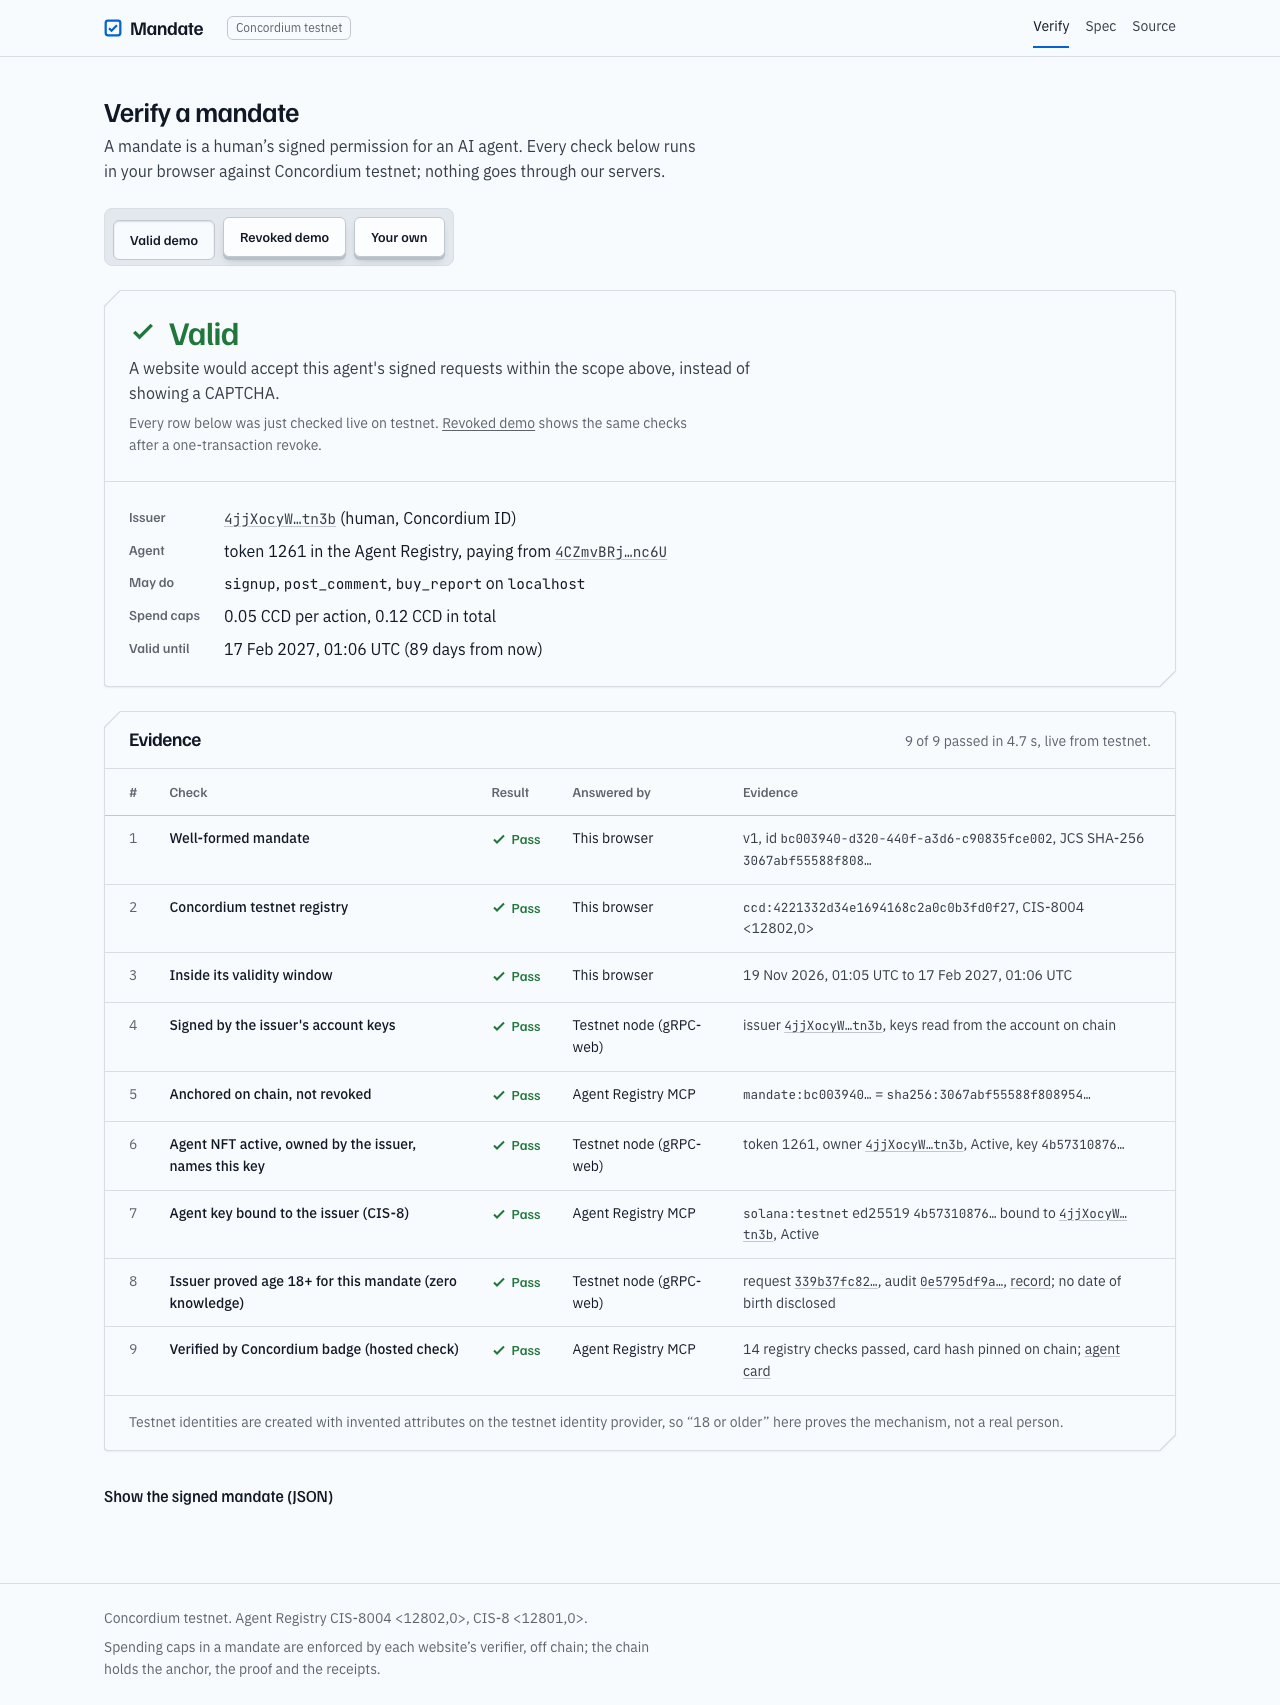 Mandate
Concordium testnet
Verify
Spec
Source
Verify a mandate
A mandate is a human’s signed permission for an AI agent. Every check below runs
in your browser against Concordium testnet; nothing goes through our servers.
Valid demo
Revoked demo
Your own
Valid
A website would accept this agent's signed requests within the scope above, instead of
showing a CAPTCHA.
Every row below was just checked live on testnet. Revoked demo shows the same checks
after a one-transaction revoke.
Issuer 4jjXocyW…tn3b (human, Concordium ID)
Agent token 1261 in the Agent Registry, paying from 4CZmvBRj…nc6U
May do signup, post_comment, buy_report on localhost
Spend caps 0.05 CCD per action, 0.12 CCD in total
Valid until 17 Feb 2027, 01:06 UTC (89 days from now)
Evidence
9 of 9 passed in 4.7 s, live from testnet.
# Check Result Answered by Evidence
1 Well-formed mandate Pass This browser v1, id bc003940-d320-440f-a3d6-c90835fce002, JCS SHA-256
3067abf55588f808…
2 Concordium testnet registry Pass This browser ccd:4221332d34e1694168c2a0c0b3fd0f27, CIS-8004
<12802,0>
3 Inside its validity window Pass This browser 19 Nov 2026, 01:05 UTC to 17 Feb 2027, 01:06 UTC
4 Signed by the issuer's account keys Pass Testnet node (gRPC- issuer 4jjXocyW…tn3b, keys read from the account on chain
web)
5 Anchored on chain, not revoked Pass Agent Registry MCP mandate:bc003940… = sha256:3067abf55588f808954…
6 Agent NFT active, owned by the issuer, Pass Testnet node (gRPC- token 1261, owner 4jjXocyW…tn3b, Active, key 4b57310876…
names this key web)
7 Agent key bound to the issuer (CIS-8) Pass Agent Registry MCP solana:testnet ed25519 4b57310876… bound to 4jjXocyW…
tn3b, Active
8 Issuer proved age 18+ for this mandate (zero Pass Testnet node (gRPC- request 339b37fc82…, audit 0e5795df9a…, record; no date of
knowledge) web) birth disclosed
9 Verified by Concordium badge (hosted check) Pass Agent Registry MCP 14 registry checks passed, card hash pinned on chain; agent
card
Testnet identities are created with invented attributes on the testnet identity provider, so “18 or older” here proves the mechanism, not a real person.
Show the signed mandate (JSON)
Concordium testnet. Agent Registry CIS-8004 <12802,0>, CIS-8 <12801,0>.
Spending caps in a mandate are enforced by each website’s verifier, off chain; the chain
holds the anchor, the proof and the receipts.